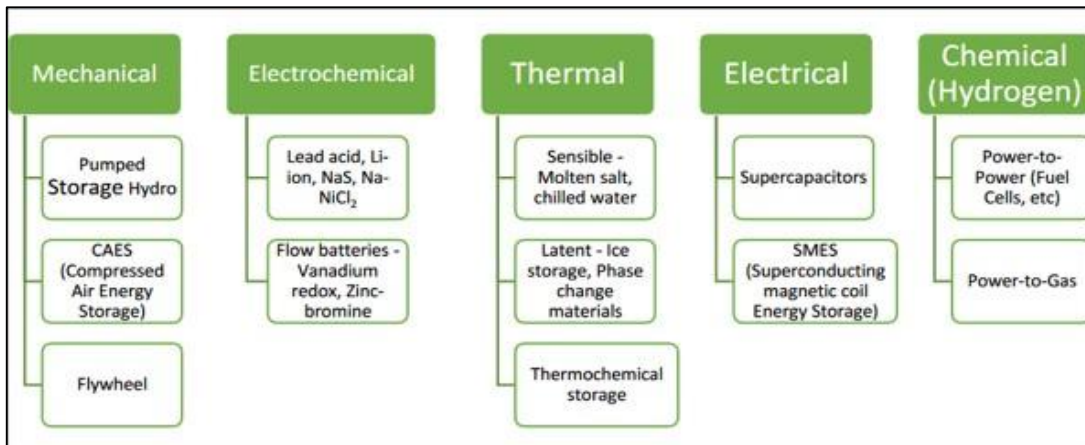 Mechanical
Pumped
Storage Hydro
CAES
(Compressed
Air Energy
Storage)
Flywheel
Electrochemical
Lead acid, Li-
ion, NaS, Na-
NiCl₂
Flow batteries -
Vanadium
redox, Zinc-
bromine
Thermal
Sensible -
Molten salt,
chilled water
Latent - Ice
storage, Phase
change
materials
Thermochemical
storage
Electrical
Supercapacitors
SMES
(Superconducting
magnetic coil
Energy Storage)
Chemical
(Hydrogen)
Power-to-
Power (Fuel
Cells, etc)
Power-to-Gas